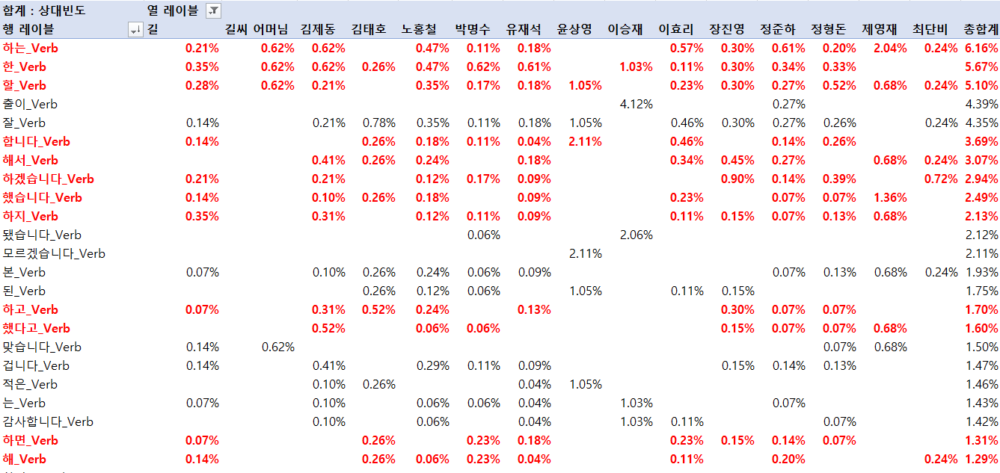 합계 : 상대빈도 열 레이블
행 레이블 길 길씨 어머님 김제동 김태호 노홍철 박명수 유재석 윤상영 이승재 이효리 장진영 정준하 정형돈 제영재 최단비 총합계
하는_Verb 0.21% 0.62% 0.62% 0.47% 0.11% 0.18% 0.57% 0.30% 0.61% 0.20% 2.04% 0.24% 6.16%
한_Verb 0.35% 0.62% 0.62% 0.26% 0.47% 0.62% 0.61% 1.03% 0.11% 0.30% 0.34% 0.33% 5.67%
할_Verb 0.28% 0.62% 0.21% 0.35% 0.17% 0.18% 1.05% 0.23% 0.30% 0.27% 0.52% 0.68% 0.24% 5.10%
출이_Verb 4.12% 0.27% 4.39%
잘_Verb 0.14% 0.21% 0.78% 0.35% 0.11% 0.18% 1.05% 0.46% 0.30% 0.27% 0.26% 0.24% 4.35%
합니다_Verb 0.14% 0.26% 0.18% 0.11% 0.04% 2.11% 0.46% 0.14% 0.26% 3.69%
해서_Verb 0.41% 0.26% 0.24% 0.18% 0.34% 0.45% 0.27% 0.68% 0.24% 3.07%
하겠습니다_Verb 0.21% 0.21% 0.12% 0.17% 0.09% 0.90% 0.14% 0.39% 0.72% 2.94%
했습니다_Verb 0.14% 0.10% 0.26% 0.18% 0.09% 0.23% 0.07% 0.07% 1.36% 2.49%
하지_Verb 0.35% 0.31% 0.12% 0.11% 0.09% 0.11% 0.15% 0.07% 0.13% 0.68% 2.13%
됐습니다_Verb 0.06% 2.06% 2.12%
모르겠습니다_Verb 2.11% 2.11%
본_Verb 0.07% 0.10% 0.26% 0.24% 0.06% 0.09% 0.07% 0.13% 0.68% 0.24% 1.93%
된_Verb 0.26% 0.12% 0.06% 1.05% 0.11% 0.15% 1.75%
하고_Verb 0.07% 0.31% 0.52% 0.24% 0.13% 0.30% 0.07% 0.07% 1.70%
했다고_Verb 0.52% 0.06% 0.06% 0.15% 0.07% 0.07% 0.68% 1.60%
맞습니다_Verb 0.14% 0.62% 0.07% 0.68% 1.50%
겁니다_Verb 0.14% 0.41% 0.29% 0.11% 0.09% 0.15% 0.14% 0.13% 1.47%
적은_Verb 0.10% 0.26% 0.04% 1.05% 1.46%
는_Verb 0.07% 0.10% 0.06% 0.06% 0.04% 1.03% 0.07% 1.43%
감사합니다_Verb 0.10% 0.06% 0.04% 1.03% 0.11% 0.07% 1.42%
하면_Verb 0.07% 0.26% 0.23% 0.18% 0.23% 0.15% 0.14% 0.07% 1.31%
해_Verb 0.14% 0.26% 0.06% 0.23% 0.04% 0.11% 0.20% 0.24% 1.29%